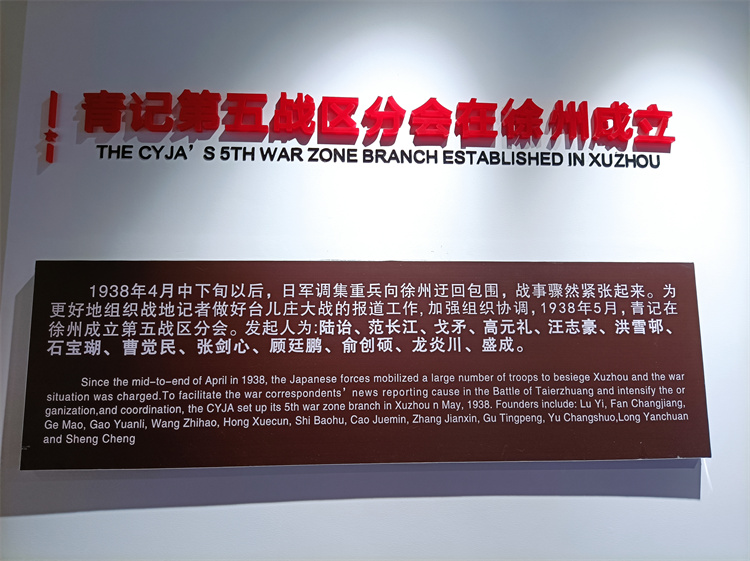 青记第五战区分会在徐州成立
THE CYJA’S 5TH WAR ZONE BRANCH ESTABLISHED IN XUZHOU
1938年4月中下旬以后，日军调集重兵向徐州迂回包围，战事骤然紧张起来。为
更好地组织战地记者做好台儿庄大战的报道工作,加强组织协调,1938年5月,青记在
徐州成立第五战区分会。发起人为:陆诒、范长江、戈矛、高元礼、汪志豪、洪雪邨、
石宝瑚、曹觉民、张剑心、顾廷鹏、俞创硕、龙炎川、盛成。
Since the mid-to-end of April in 1938, the Japanese forces mobilized a large number of troops to besiege Xuzhou and the war
situation was charged.To facilitate the war correspondents’ news reporting cause in the Battle of Taierzhuang and intensify the or
ganization,and coordination, the CYJA set up its 5th war zone branch in Xuzhou n May, 1938. Founders include: Lu Yi, Fan Changjiang,
Ge Mao, Gao Yuanli, Wang Zhihao, Hong Xuecun, Shi Baohu, Cao Juemin, Zhang Jianxin, Gu Tingpeng, Yu Changshuo,Long Yanchuan
and Sheng Cheng